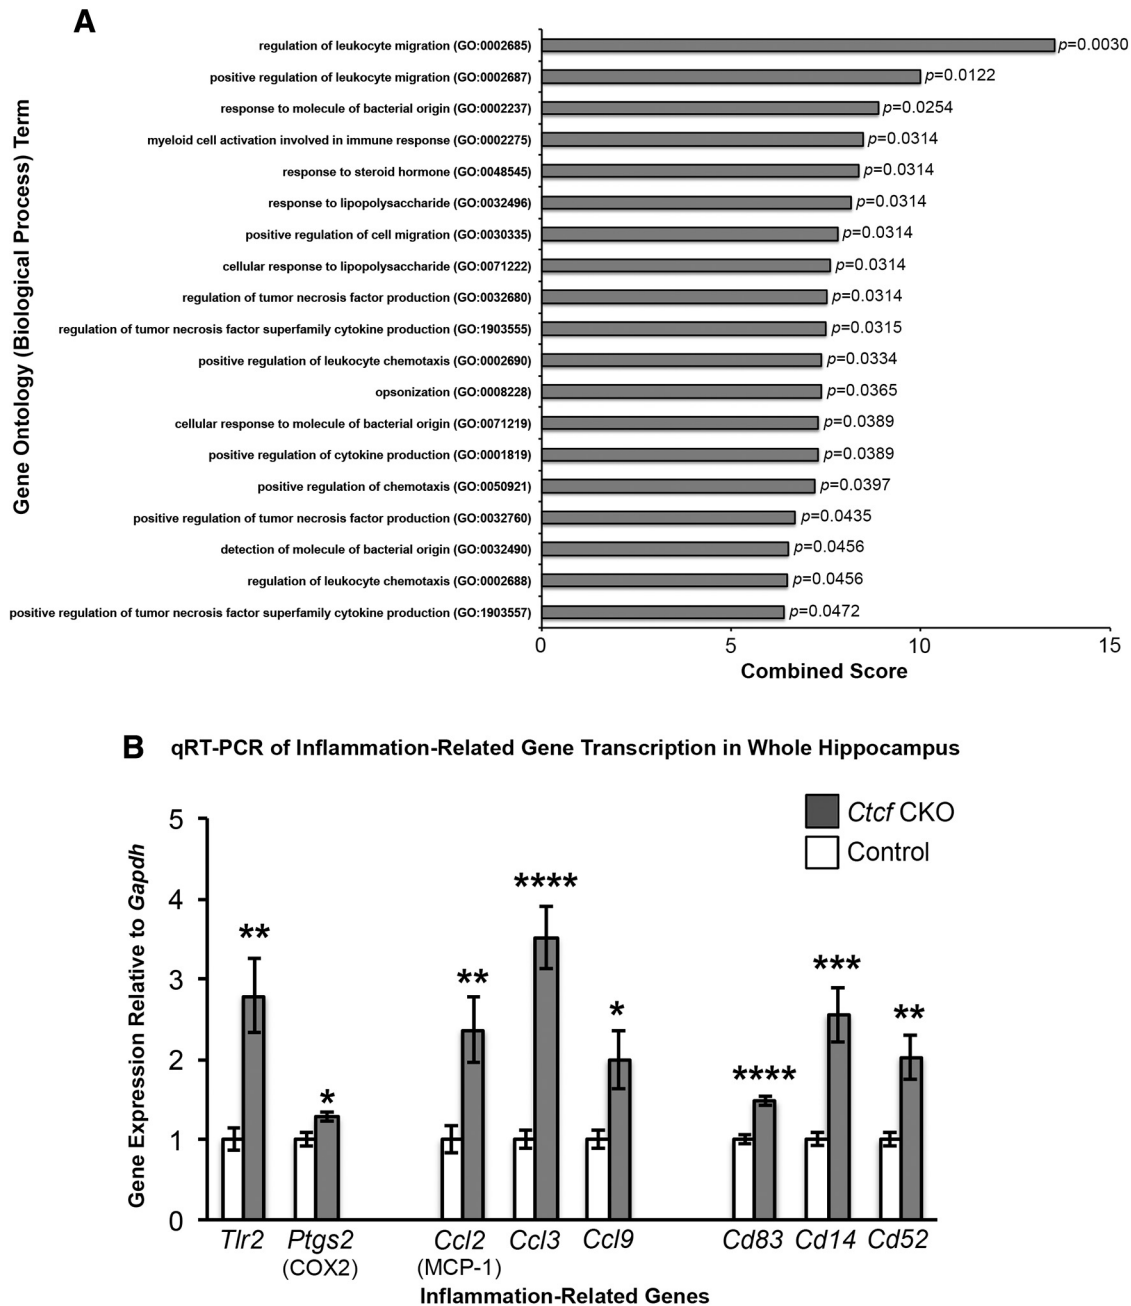 A
Gene Ontology (Biological Process) Term
regulation of leukocyte migration (GO:0002685) p=0.0030
positive regulation of leukocyte migration (GO:0002687) p=0.0122
response to molecule of bacterial origin (GO:0002237) p=0.0254
myeloid cell activation involved in immune response (GO:0002275) p=0.0314
response to steroid hormone (GO:0048545) p=0.0314
response to lipopolysaccharide (GO:0032496) p=0.0314
positive regulation of cell migration (GO:0030335) p=0.0314
cellular response to lipopolysaccharide (GO:0071222) p=0.0314
regulation of tumor necrosis factor production (GO:0032680) p=0.0314
regulation of tumor necrosis factor superfamily cytokine production (GO:1903555) p=0.0315
positive regulation of leukocyte chemotaxis (GO:0002690) p=0.0334
opsonization (GO:0008228) p=0.0365
cellular response to molecule of bacterial origin (GO:0071219) p=0.0389
positive regulation of cytokine production (GO:0001819) p=0.0389
positive regulation of chemotaxis (GO:0050921) p=0.0397
positive regulation of tumor necrosis factor production (GO:0032760) p=0.0435
detection of molecule of bacterial origin (GO:0032490) p=0.0456
regulation of leukocyte chemotaxis (GO:0002688) p=0.0456
positive regulation of tumor necrosis factor superfamily cytokine production (GO:1903557) p=0.0472
0 5 10 15
Combined Score
B qRT-PCR of Inflammation-Related Gene Transcription in Whole Hippocampus
Ctcf CKO
Control
Gene Expression Relative to Gapdh
5
4
3
2
1
0
** * ** **** * **** *** **
Tlr2 Ptgs2 Ccl2 Ccl3 Ccl9 Cd83 Cd14 Cd52
(COX2) (MCP-1)
Inflammation-Related Genes